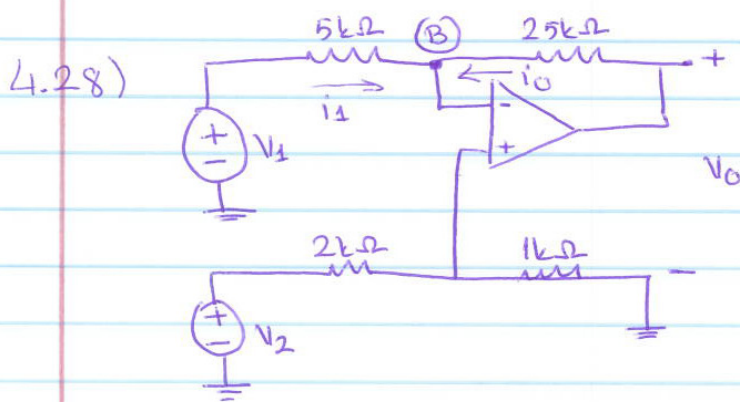 5kΩ B 25kΩ
4.28)
i1 i0
+ - +
- V1 +
V0
2kΩ 1kΩ -
+
- V2